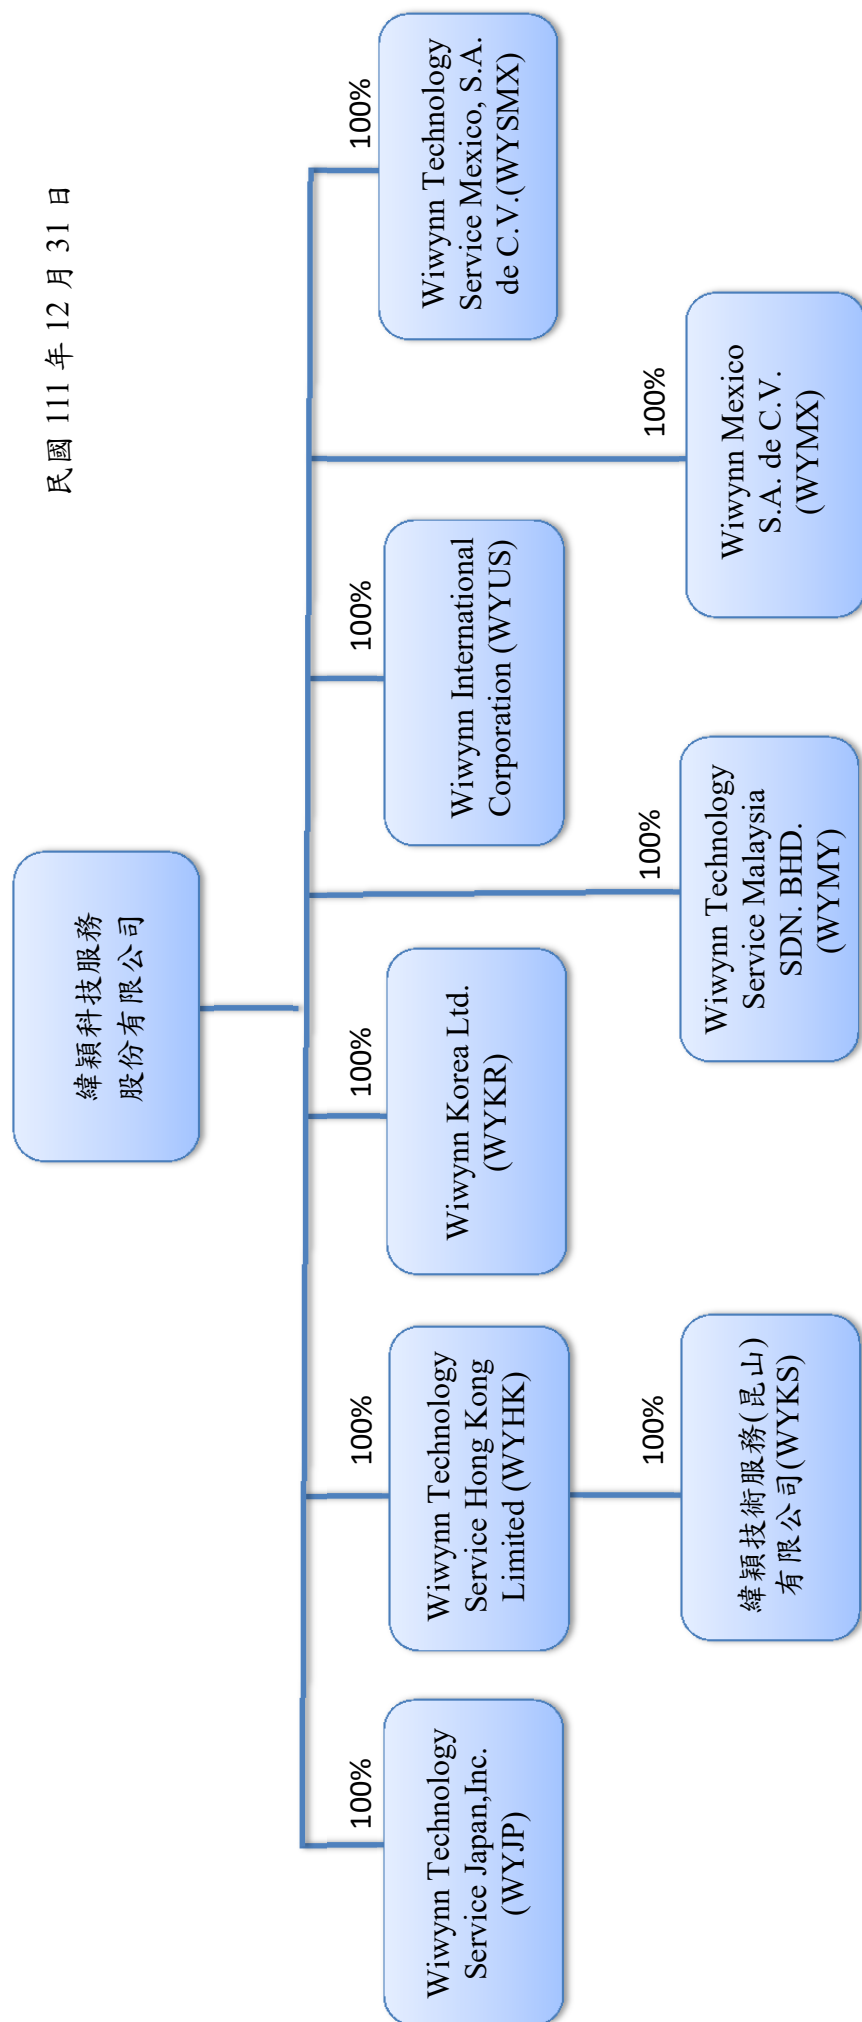 民國 111 年 12 月 31 日
緯穎科技服務
股份有限公司
100%
Wiwynn Technology
Service Japan,Inc.
(WYJP)
100%
Wiwynn Technology
Service Hong Kong
Limited (WYHK)
100%
Wiwynn Korea Ltd.
(WYKR)
100%
Wiwynn International
Corporation (WYUS)
100%
Wiwynn Technology
Service Mexico, S.A.
de C.V.(WYSMX)
100%
緯穎技術服務(昆山)
有限公司(WYKS)
100%
Wiwynn Technology
Service Malaysia
SDN. BHD.
(WYMY)
100%
Wiwynn Mexico
S.A. de C.V.
(WYMX)